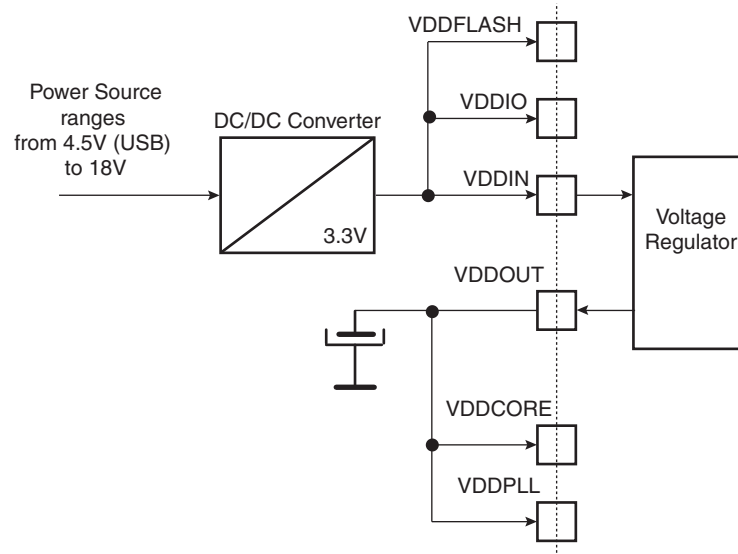 VDDFLASH
Power Source
ranges
from 4.5V (USB)
to 18V
DC/DC Converter
VDDIO
VDDIN
3.3V
Voltage
Regulator
VDDOUT
VDDCORE
VDDPLL